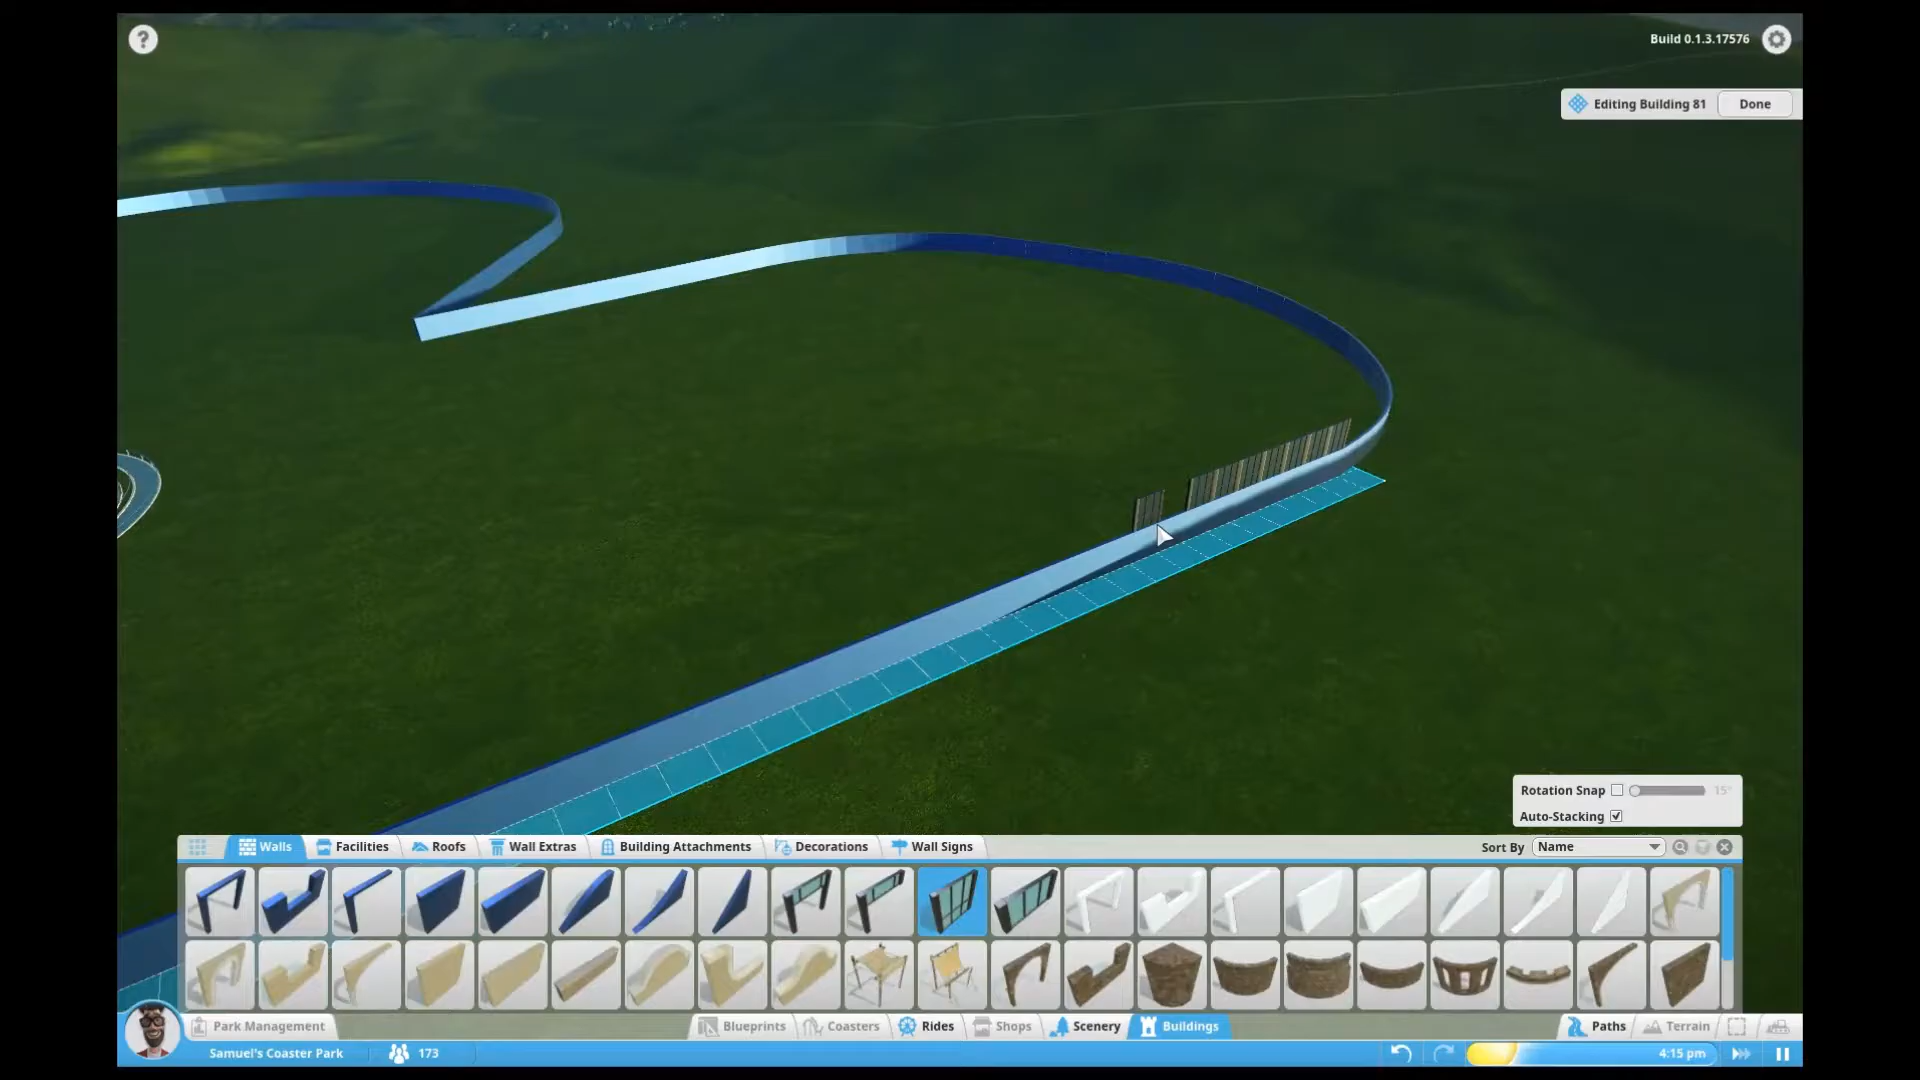 ?
Build 0.1.3.17576
Editing Building 81 Done
Rotation Snap 15°
Auto-Stacking
Walls Facilities Roofs Wall Extras Building Attachments Decorations Wall Signs Sort By Name
Park Management Blueprints Coasters Rides Shops Scenery Buildings Paths Terrain
Samuel's Coaster Park 173 4:15 pm